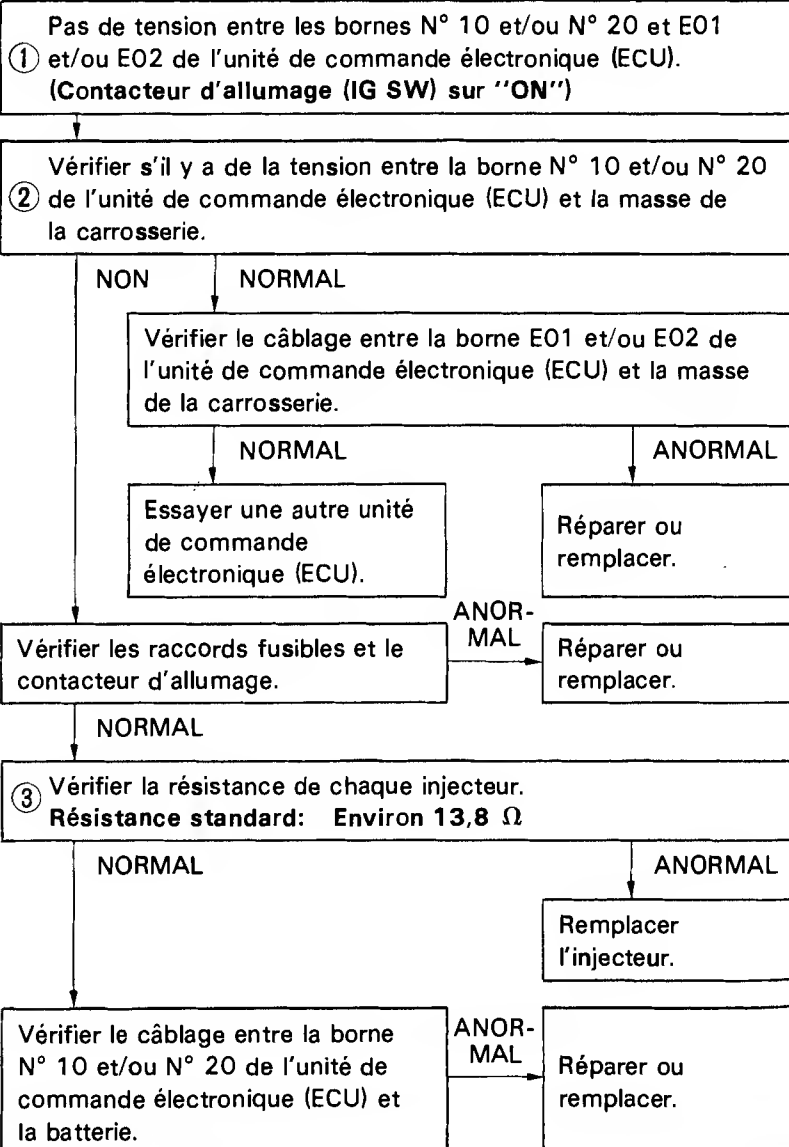 Pas de tension entre les bornes N° 10 et/ou N° 20 et E01
① et/ou E02 de l'unité de commande électronique (ECU).
(Contacteur d'allumage (IG SW) sur ''ON'')
Vérifier s'il y a de la tension entre la borne N° 10 et/ou N° 20
② de l'unité de commande électronique (ECU) et la masse de
la carrosserie.
NON NORMAL
Vérifier le câblage entre la borne E01 et/ou E02 de
l'unité de commande électronique (ECU) et la masse
de la carrosserie.
NORMAL ANORMAL
Essayer une autre unité
de commande
électronique (ECU).
Réparer ou
remplacer.
Vérifier les raccords fusibles et le
contacteur d'allumage.
ANOR-
MAL
Réparer ou
remplacer.
NORMAL
③ Vérifier la résistance de chaque injecteur.
Résistance standard: Environ 13,8 Ω
NORMAL ANORMAL
Remplacer
l'injecteur.
Vérifier le câblage entre la borne
N° 10 et/ou N° 20 de l'unité de
commande électronique (ECU) et
la batterie.
ANOR-
MAL
Réparer ou
remplacer.